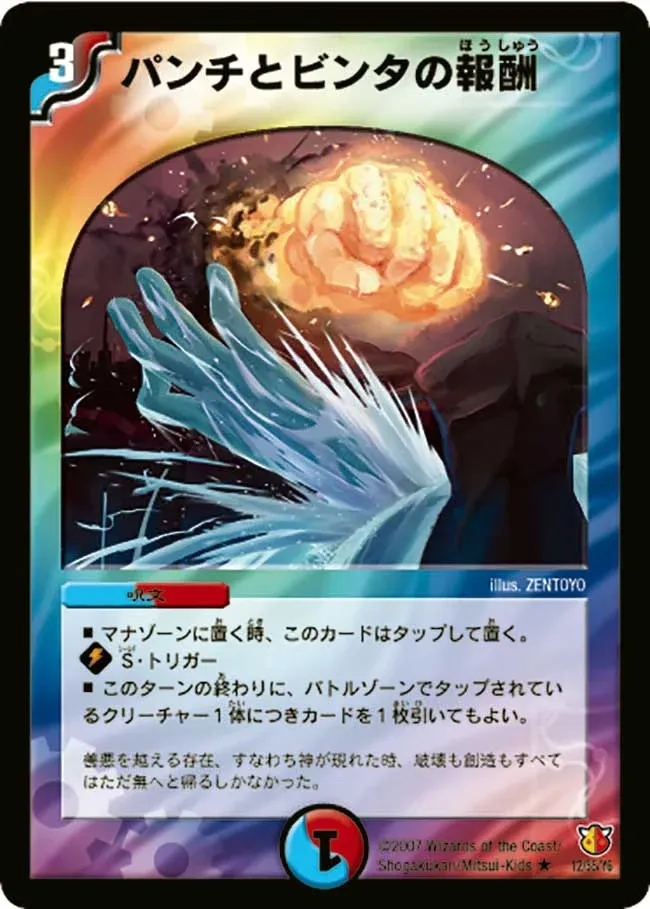 3
ほうしゅう
パンチとビンタの報酬
illus. ZENTOYO
呪文
■ マナゾーンに置く時、このカードはタップして置く。
S・トリガー
■ このターンの終わりに、バトルゾーンでタップされてい
るクリーチャー1体につきカードを1枚引いてもよい。
善悪を越える存在、すなわち神が現れた時、破壊も創造もすべて
はただ無へと帰るしかなかった。
1
©2007 Wizards of the Coast/
Shogakukan/Mitsui-Kids ★
12/55/Y6